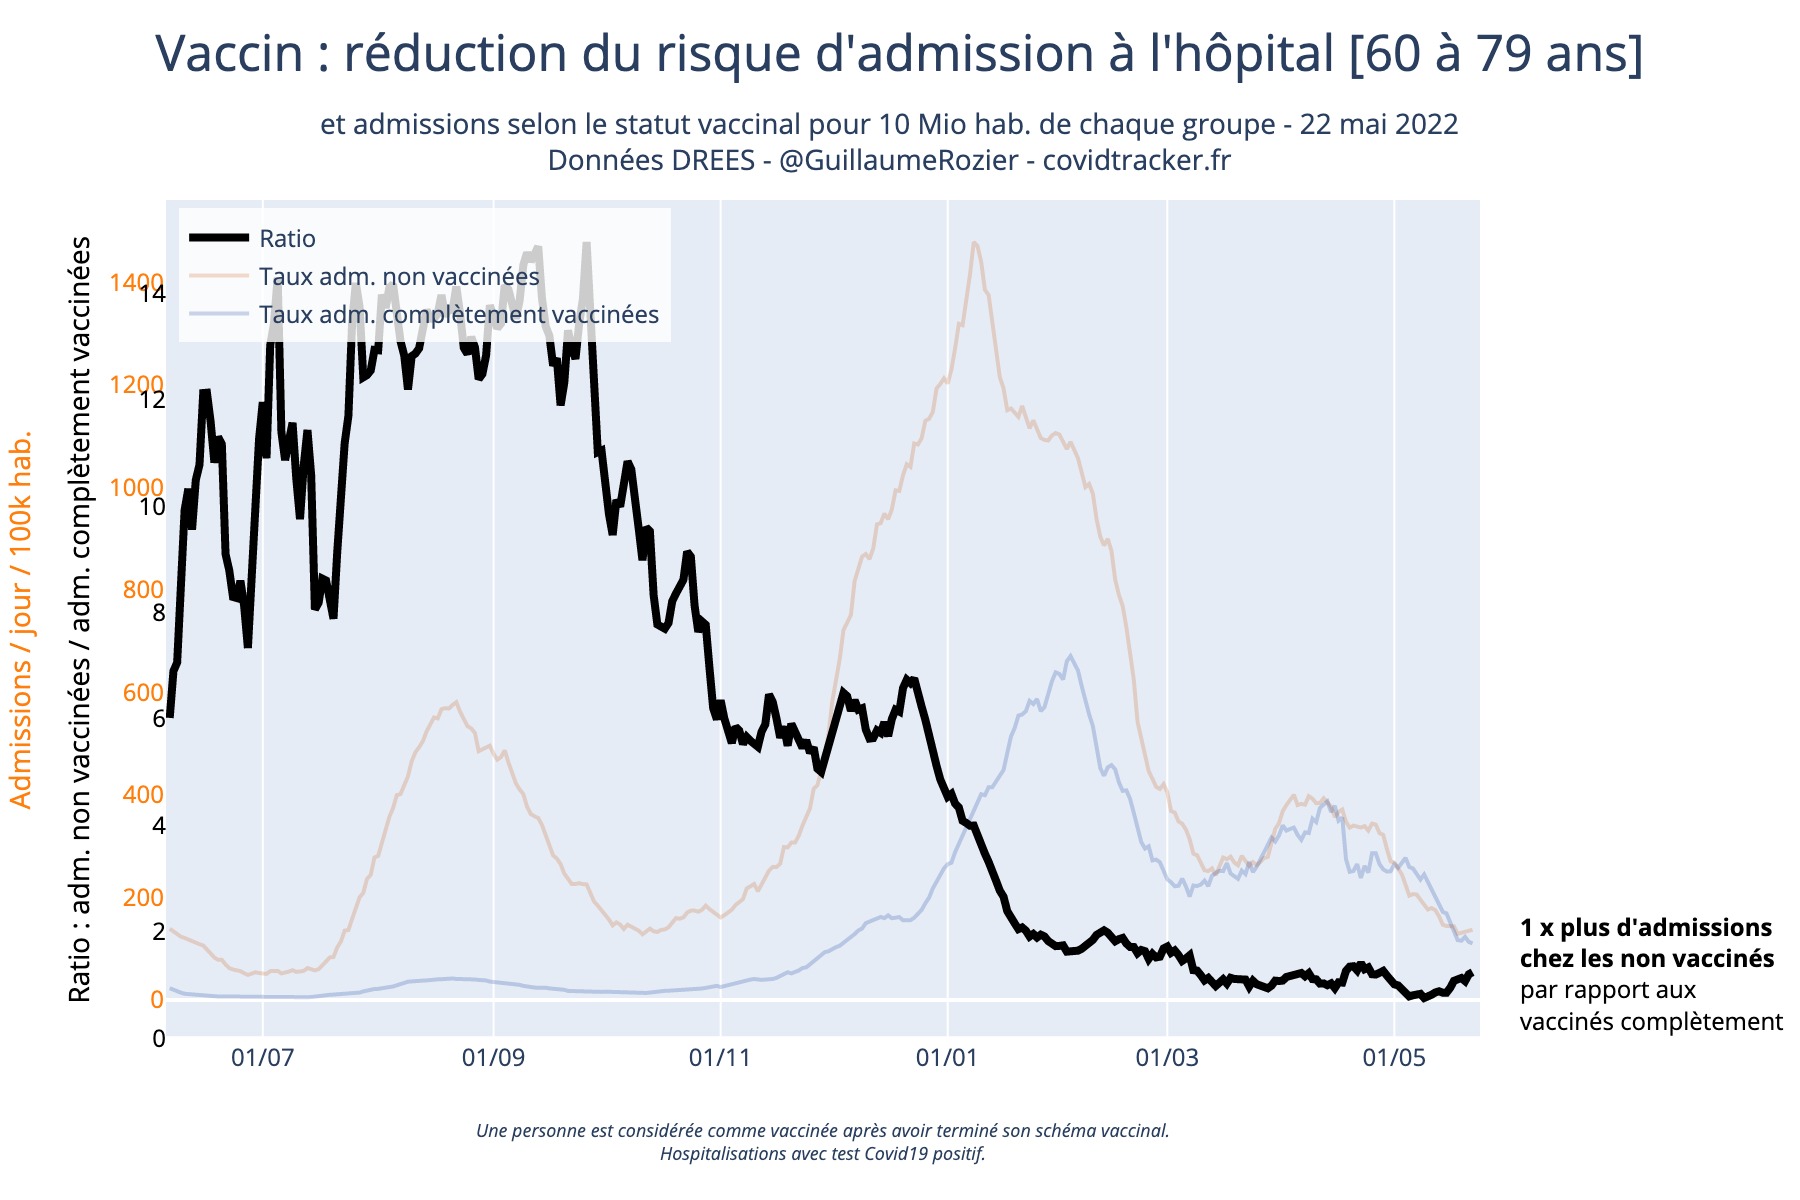 Vaccin : réduction du risque d'admission à l'hôpital [60 à 79 ans]
et admissions selon le statut vaccinal pour 10 Mio hab. de chaque groupe - 22 mai 2022
Données DREES - @GuillaumeRozier - covidtracker.fr
Admissions / jour / 100k hab.
Ratio : adm. non vaccinées / adm. complètement vaccinées
Ratio
Taux adm. non vaccinées
Taux adm. complètement vaccinées
1400
14
1200
12
1000
10
800
8
600
6
400
4
200
2
0
0
01/07
01/09
01/11
01/01
01/03
01/05
1 x plus d'admissions
chez les non vaccinés
par rapport aux
vaccinés complètement
Une personne est considérée comme vaccinée après avoir terminé son schéma vaccinal.
Hospitalisations avec test Covid19 positif.